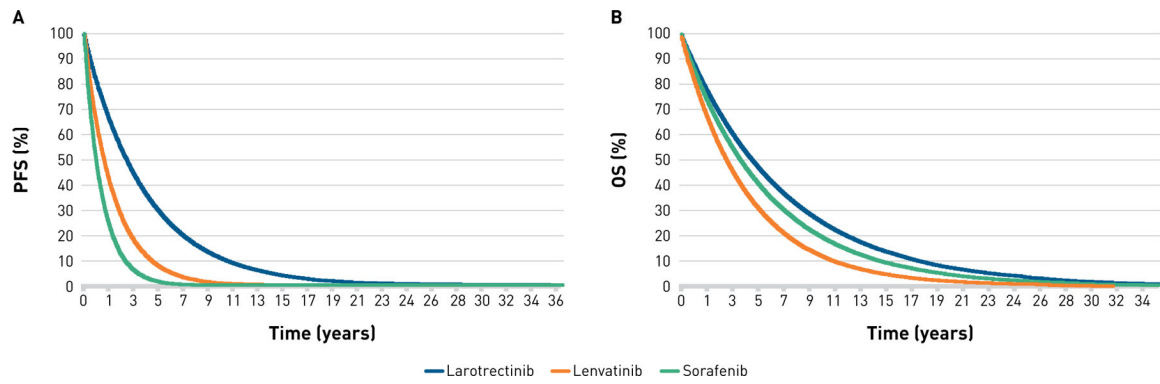 A
100
90
80
70
60
50
40
30
20
10
0
PFS (%)
0 1 3 5 7 9 11 13 15 17 19 21 23 24 26 28 30 32 34 36
Time (years)
B
100
90
80
70
60
50
40
30
20
10
0
OS (%)
0 1 3 5 7 9 11 13 15 17 19 21 23 24 26 28 30 32 34
Time (years)
Larotrectinib Lenvatinib Sorafenib